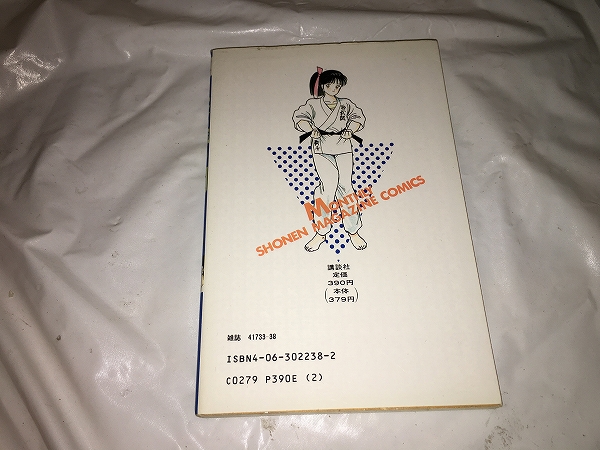 MONTHLY
SHONEN MAGAZINE COMICS
講談社
定価
390円
(本体
379円)
雑誌 41733-38
ISBN4-06-302238-2
C0279 P390E (2)